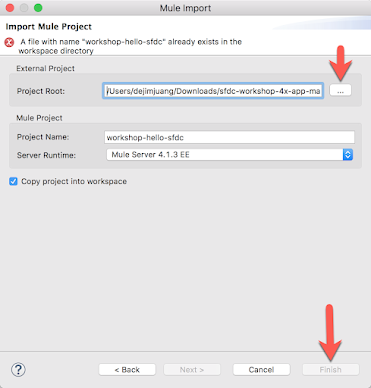 Mule Import
Import Mule Project
A file with name "workshop-hello-sfdc" already exists in the
workspace directory
External Project
Project Root: /Users/dejimjuang/Downloads/sfdc-workshop-4x-app-ma ...
Mule Project
Project Name: workshop-hello-sfdc
Server Runtime: Mule Server 4.1.3 EE
Copy project into workspace
? < Back Next > Cancel Finish